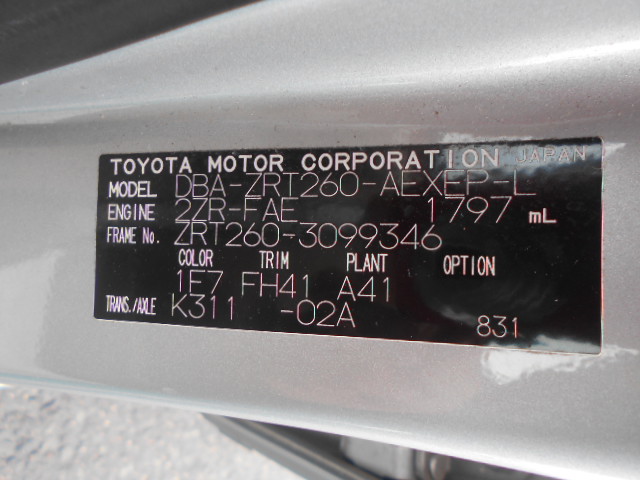 TOYOTA MOTOR CORPORATION JAPAN
MODEL DBA-ZRT260-AEXEP-L
ENGINE 2ZR-FAE 1797 mL
FRAME No. ZRT260-3099346
COLOR TRIM PLANT OPTION
1F7 FH41 A41
TRANS./AXLE K311 -02A 831